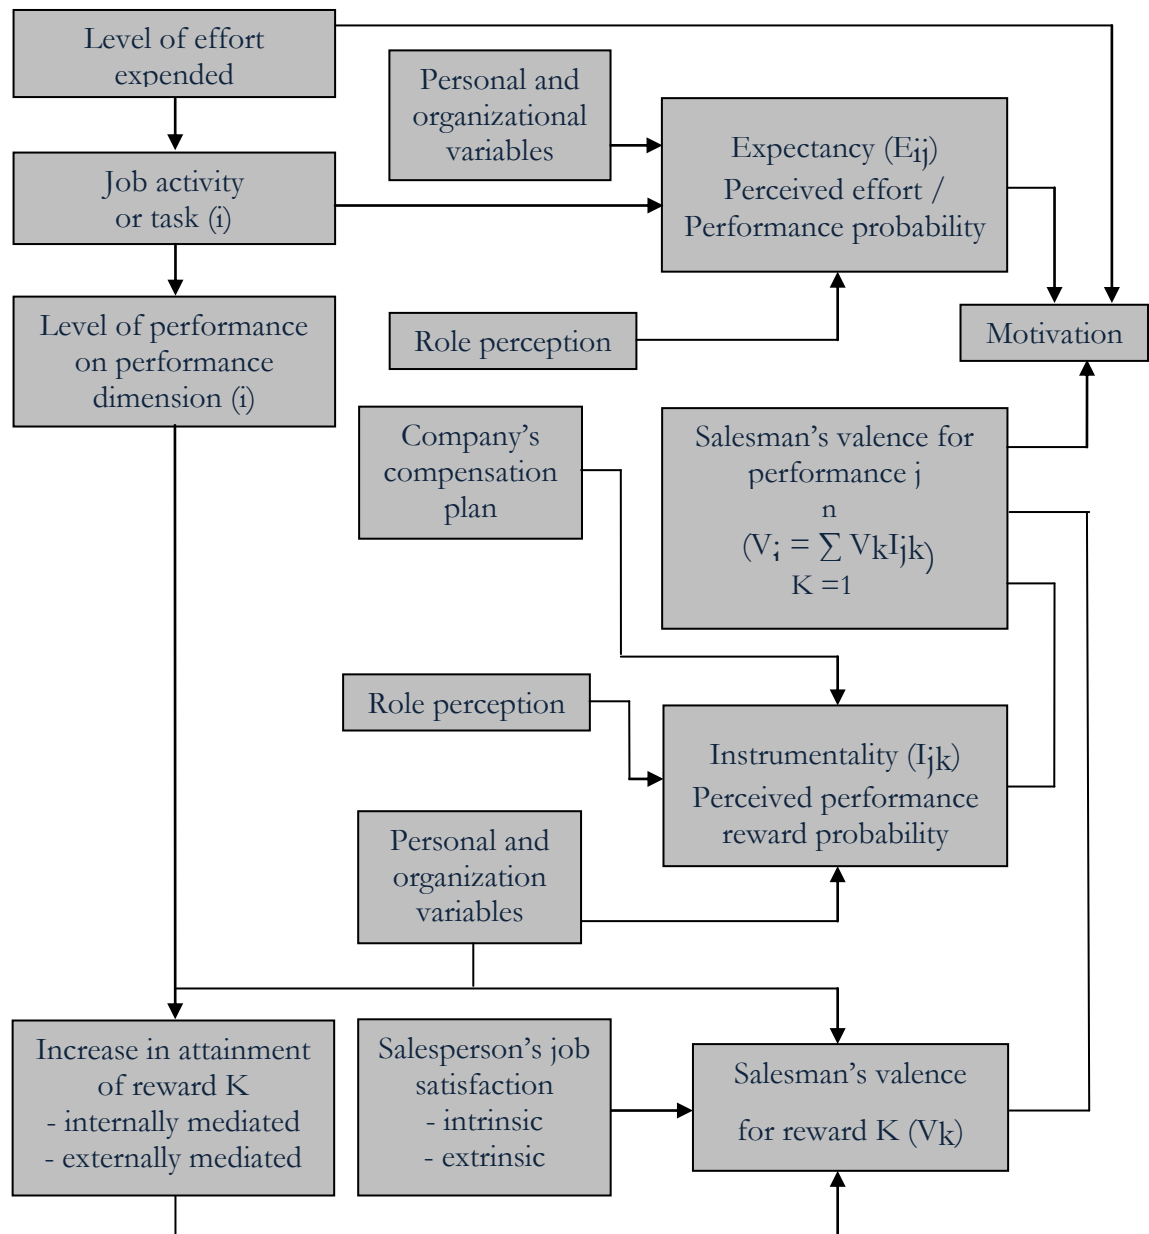 Level of effort
expended
Personal and
organizational
variables
Expectancy (Eij)
Perceived effort /
Performance probability
Job activity
or task (i)
Level of performance
on performance
dimension (i)
Role perception
Motivation
Company's
compensation
plan
Salesman's valence for
performance j
n
(Vj = ∑ VkIjk)
K =1
Role perception
Instrumentality (Ijk)
Perceived performance
reward probability
Personal and
organization
variables
Increase in attainment
of reward K
- internally mediated
- externally mediated
Salesperson's job
satisfaction
- intrinsic
- extrinsic
Salesman's valence
for reward K (Vk)